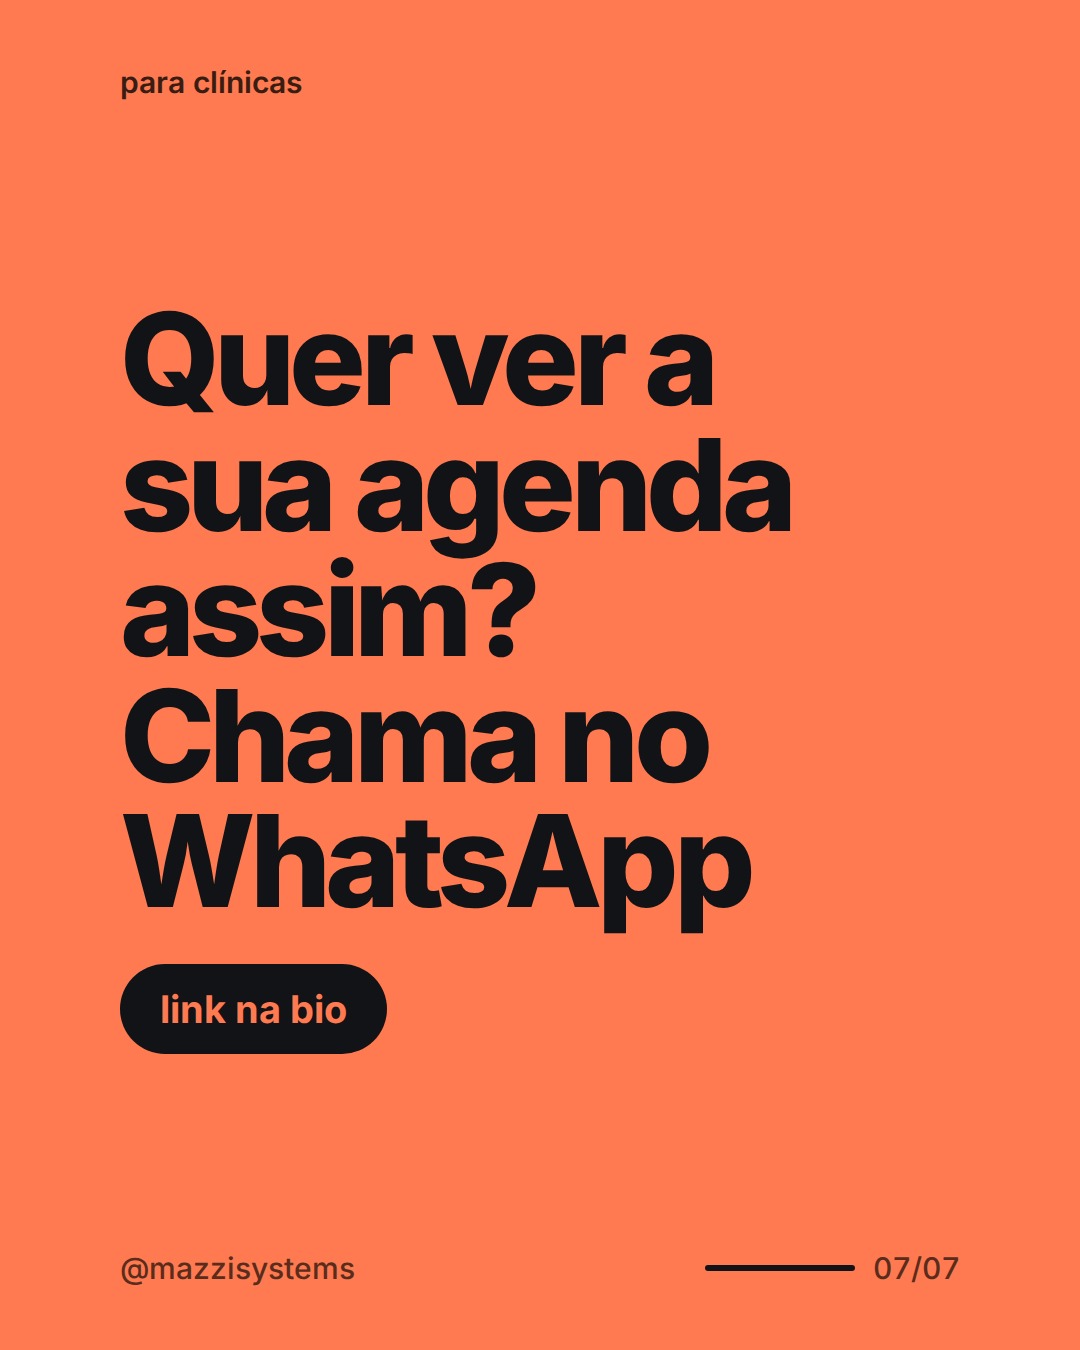 para clínicas
Quer ver a
sua agenda
assim?
Chama no
WhatsApp
link na bio
@mazzisystems
07/07